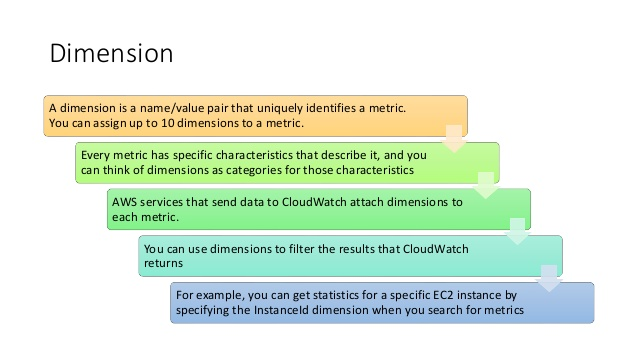 Dimension
A dimension is a name/value pair that uniquely identifies a metric.
You can assign up to 10 dimensions to a metric.
Every metric has specific characteristics that describe it, and you
can think of dimensions as categories for those characteristics
AWS services that send data to CloudWatch attach dimensions to
each metric.
You can use dimensions to filter the results that CloudWatch
returns
For example, you can get statistics for a specific EC2 instance by
specifying the InstanceId dimension when you search for metrics